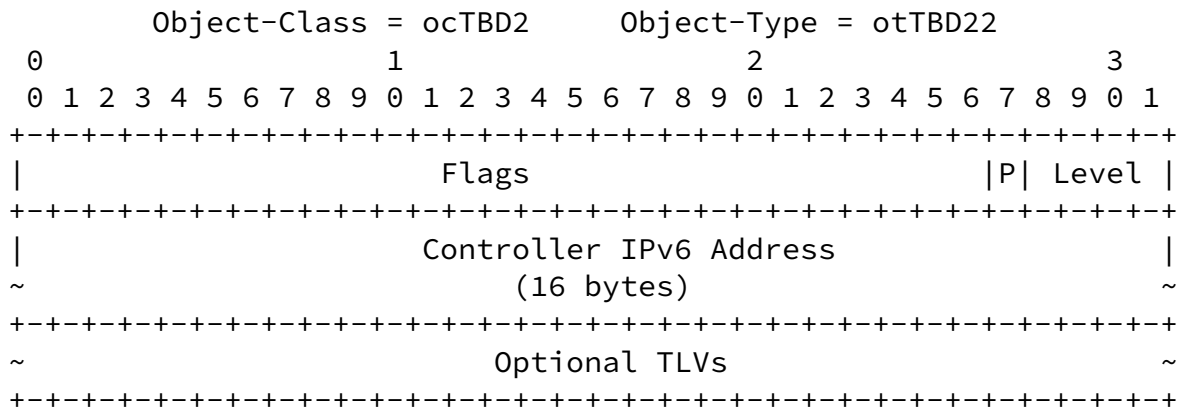 Object-Class = ocTBD2     Object-Type = otTBD22
 0                   1                   2                   3
 0 1 2 3 4 5 6 7 8 9 0 1 2 3 4 5 6 7 8 9 0 1 2 3 4 5 6 7 8 9 0 1
+-+-+-+-+-+-+-+-+-+-+-+-+-+-+-+-+-+-+-+-+-+-+-+-+-+-+-+-+-+-+-+-+
|                       Flags                         |P| Level |
+-+-+-+-+-+-+-+-+-+-+-+-+-+-+-+-+-+-+-+-+-+-+-+-+-+-+-+-+-+-+-+-+
|                      Controller IPv6 Address                  |
~                           (16 bytes)                          ~
+-+-+-+-+-+-+-+-+-+-+-+-+-+-+-+-+-+-+-+-+-+-+-+-+-+-+-+-+-+-+-+-+
~                          Optional TLVs                        ~
+-+-+-+-+-+-+-+-+-+-+-+-+-+-+-+-+-+-+-+-+-+-+-+-+-+-+-+-+-+-+-+-+